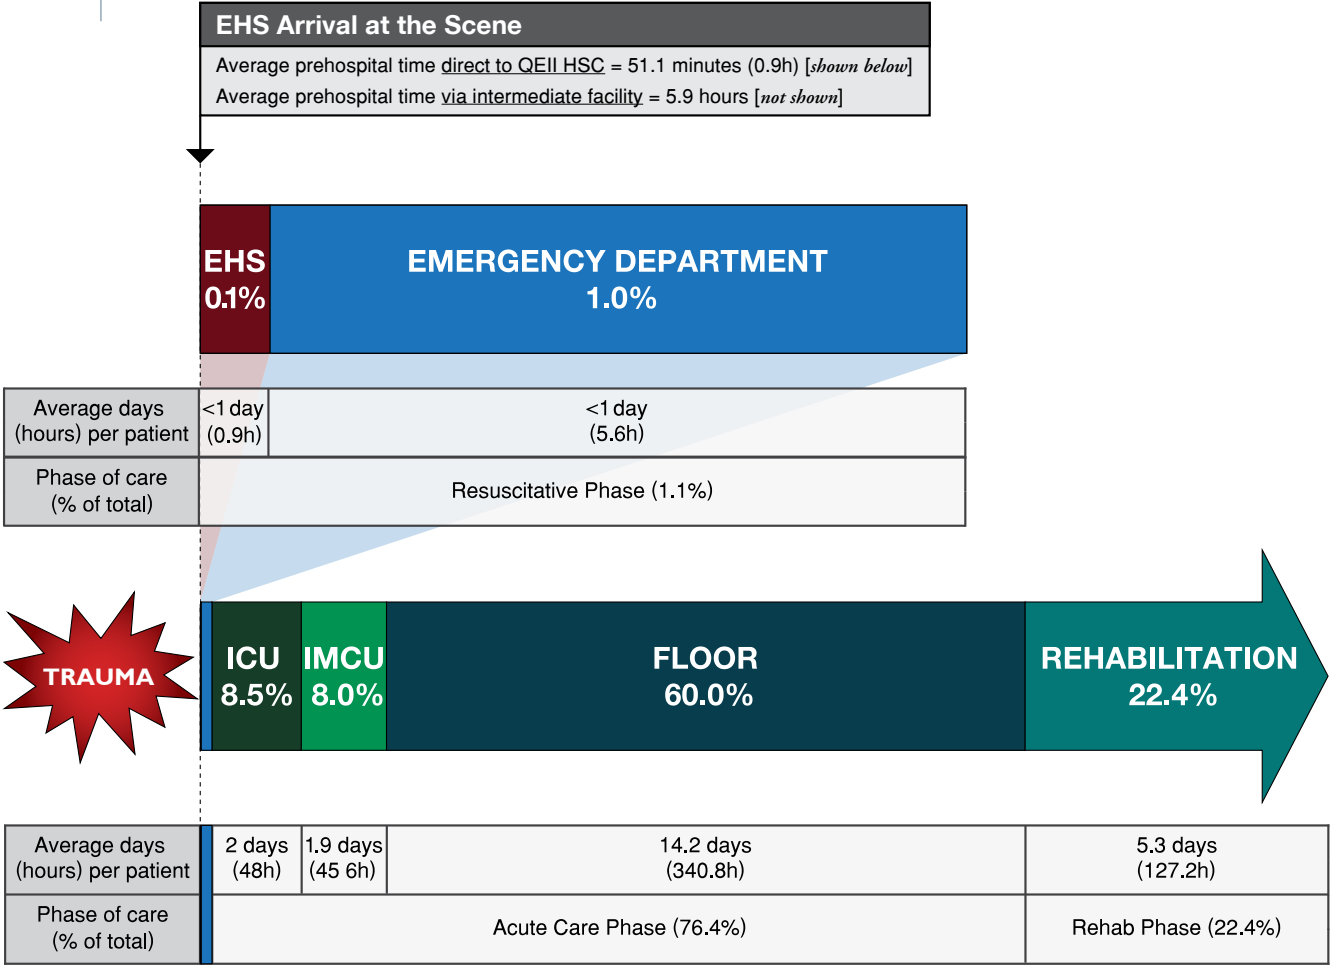 EHS Arrival at the Scene
Average prehospital time direct to QEII HSC = 51.1 minutes (0.9h) [shown below]
Average prehospital time via intermediate facility = 5.9 hours [not shown]
EHS
0.1%
EMERGENCY DEPARTMENT
1.0%
Average days
(hours) per patient
<1 day
(0.9h)
<1 day
(5.6h)
Phase of care
(% of total)
Resuscitative Phase (1.1%)
TRAUMA
ICU
8.5%
IMCU
8.0%
FLOOR
60.0%
REHABILITATION
22.4%
Average days
(hours) per patient
2 days
(48h)
1.9 days
(45 6h)
14.2 days
(340.8h)
5.3 days
(127.2h)
Phase of care
(% of total)
Acute Care Phase (76.4%)
Rehab Phase (22.4%)